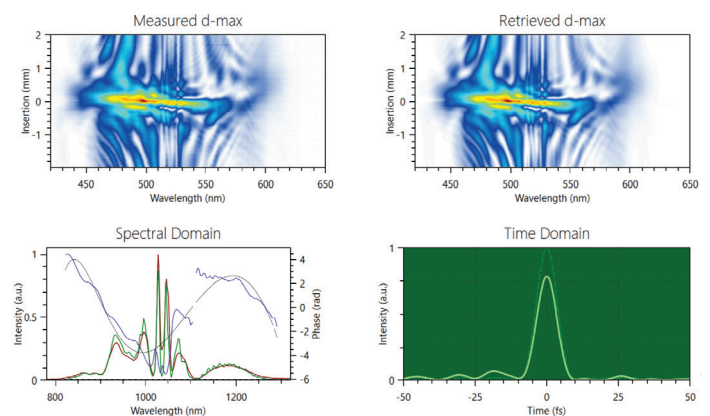 Measured d-max
Retrieved d-max
2
1
0
-1
Insertion (mm)
450
500
550
600
650
Wavelength (nm)
2
1
0
-1
Insertion (mm)
450
500
550
600
650
Wavelength (nm)
Spectral Domain
Time Domain
1
0.5
0
Intensity (a.u.)
4
2
0
-2
-4
-6
Phase (rad)
800
1000
1200
Wavelength (nm)
1
0
Intensity (a.u.)
-50
-25
0
25
50
Time (fs)